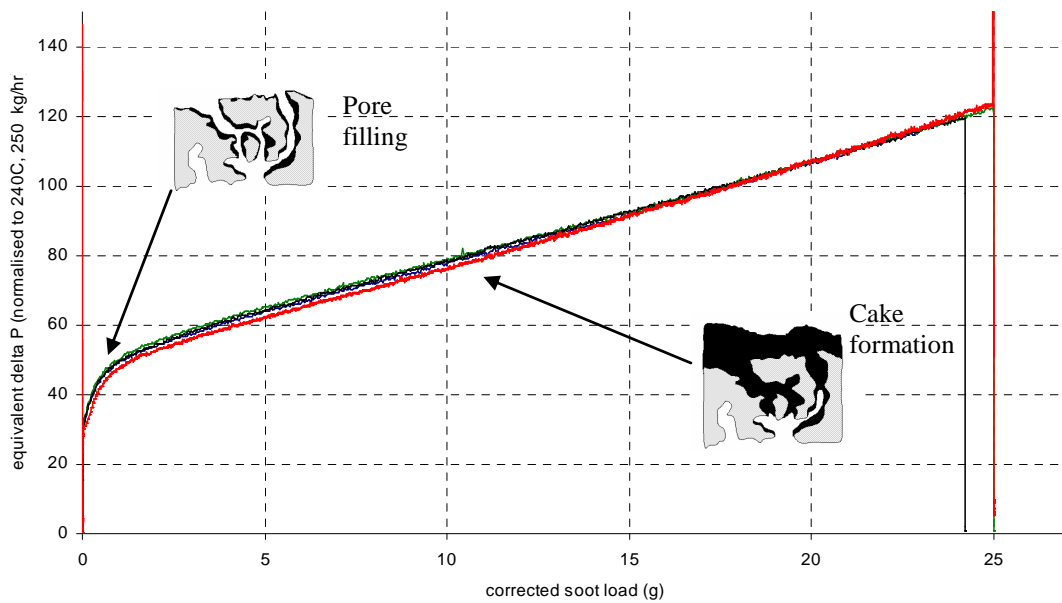 140
120
100
80
60
40
20
0
equivalent delta P (normalised to 240C, 250 kg/hr)
Pore
filling
Cake
formation
0 5 10 15 20 25
corrected soot load (g)